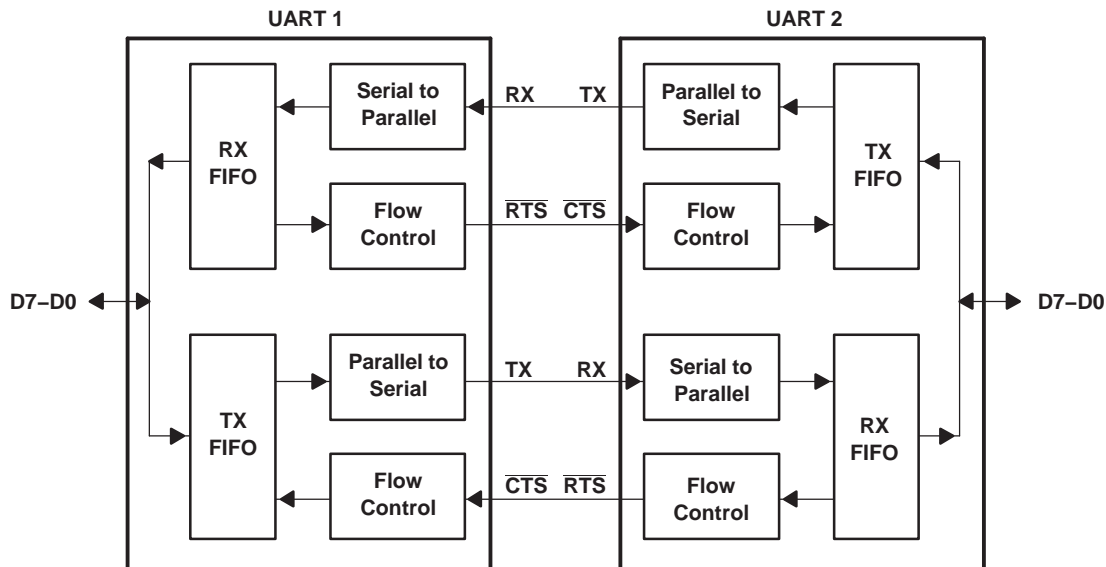 UART 1
UART 2
Serial to
Parallel
RX
TX
Parallel to
Serial
RX
FIFO
TX
FIFO
Flow
Control
RTS
CTS
Flow
Control
D7–D0
D7–D0
Parallel to
Serial
TX
RX
Serial to
Parallel
TX
FIFO
RX
FIFO
Flow
Control
CTS
RTS
Flow
Control